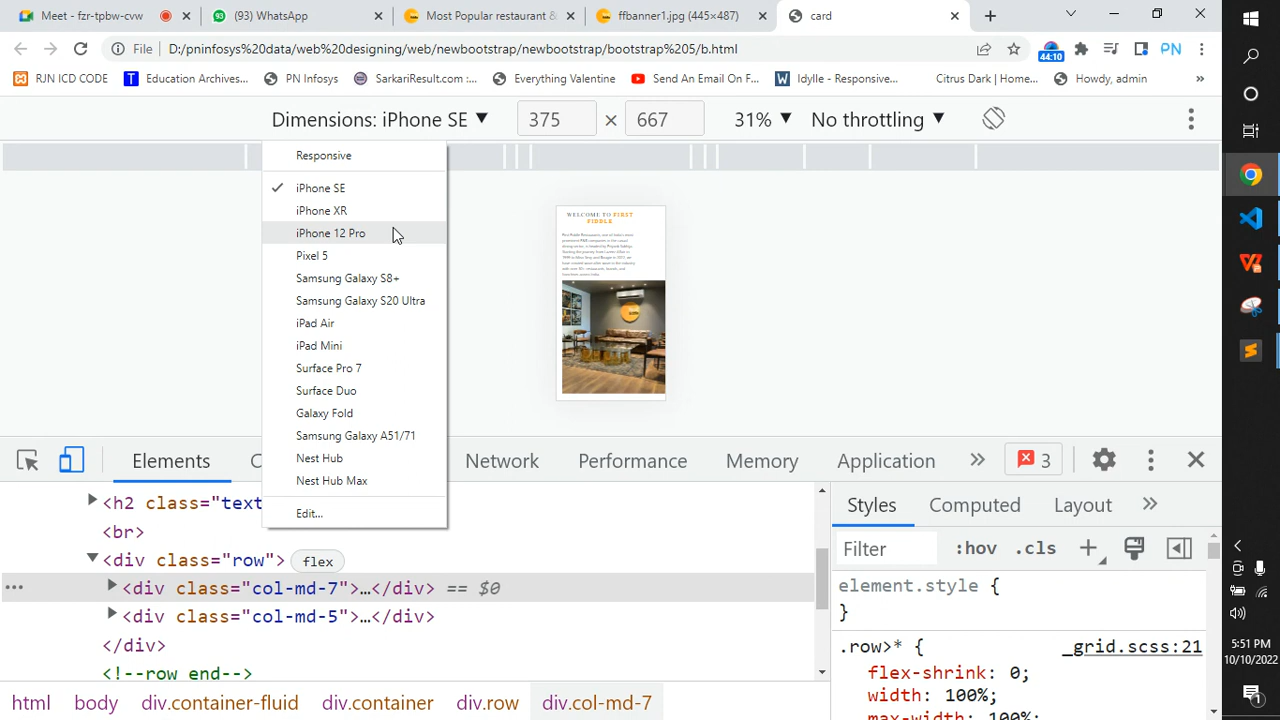 Meet - fzr-tpbw-cvw
(93) WhatsApp
Most Popular restaurant i
ffbanner1.jpg (445×487)
card
File
D:/pninfosys%20data/web%20designing/web/newbootstrap/newbootstrap/bootstrap%205/b.html
44:10
PN
RJN ICD CODE
Education Archives...
PN Infosys
SarkariResult.com :...
Everything Valentine
Send An Email On F...
Idylle - Responsive...
Citrus Dark | Home...
Howdy, admin
»
Dimensions: iPhone SE
375
×
667
31%
No throttling
Responsive
iPhone SE
iPhone XR
iPhone 12 Pro
Pixel 5
Samsung Galaxy S8+
Samsung Galaxy S20 Ultra
iPad Air
iPad Mini
Surface Pro 7
Surface Duo
Galaxy Fold
Samsung Galaxy A51/71
Nest Hub
Nest Hub Max
Edit...
WELCOME TO FIRST
FIDDLE
Elements
C
Network
Performance
Memory
Application
»
3
<h2 class="text
<br>
<div class="row">
flex
... <div class="col-md-7">…</div> == $0
<div class="col-md-5">…</div>
</div>
<!--row end-->
html
body
div.container-fluid
div.container
div.row
div.col-md-7
Styles
Computed
Layout
»
Filter
:hov
.cls
element.style {
}
.row>* {
_grid.scss:21
flex-shrink: 0;
width: 100%;
max-width: 100%;
5:51 PM
10/10/2022
1